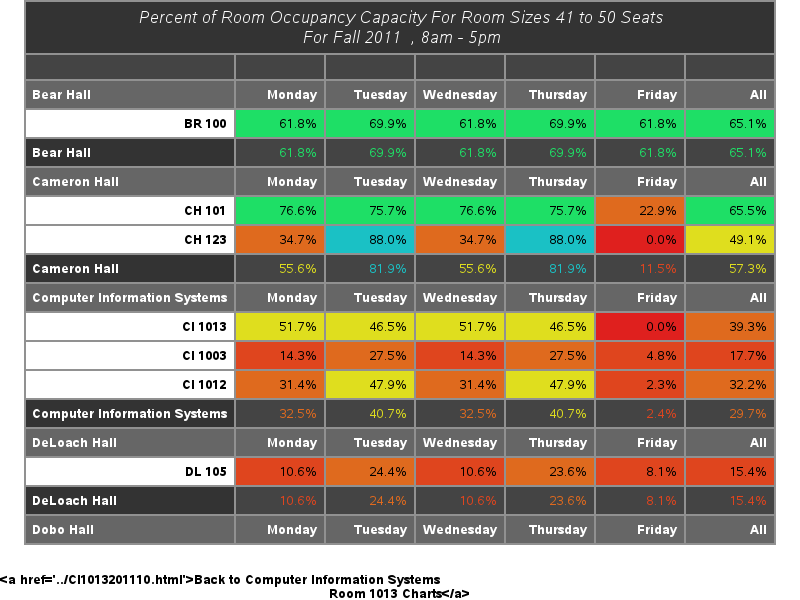 Percent of Room Occupancy Capacity For Room Sizes 41 to 50 Seats
For Fall 2011 , 8am - 5pm
Bear Hall Monday Tuesday Wednesday Thursday Friday All
BR 100 61.8% 69.9% 61.8% 69.9% 61.8% 65.1%
Bear Hall 61.8% 69.9% 61.8% 69.9% 61.8% 65.1%
Cameron Hall Monday Tuesday Wednesday Thursday Friday All
CH 101 76.6% 75.7% 76.6% 75.7% 22.9% 65.5%
CH 123 34.7% 88.0% 34.7% 88.0% 0.0% 49.1%
Cameron Hall 55.6% 81.9% 55.6% 81.9% 11.5% 57.3%
Computer Information Systems Monday Tuesday Wednesday Thursday Friday All
CI 1013 51.7% 46.5% 51.7% 46.5% 0.0% 39.3%
CI 1003 14.3% 27.5% 14.3% 27.5% 4.8% 17.7%
CI 1012 31.4% 47.9% 31.4% 47.9% 2.3% 32.2%
Computer Information Systems 32.5% 40.7% 32.5% 40.7% 2.4% 29.7%
DeLoach Hall Monday Tuesday Wednesday Thursday Friday All
DL 105 10.6% 24.4% 10.6% 23.6% 8.1% 15.4%
DeLoach Hall 10.6% 24.4% 10.6% 23.6% 8.1% 15.4%
Dobo Hall Monday Tuesday Wednesday Thursday Friday All
<a href='../CI1013201110.html'>Back to Computer Information Systems
Room 1013 Charts</a>